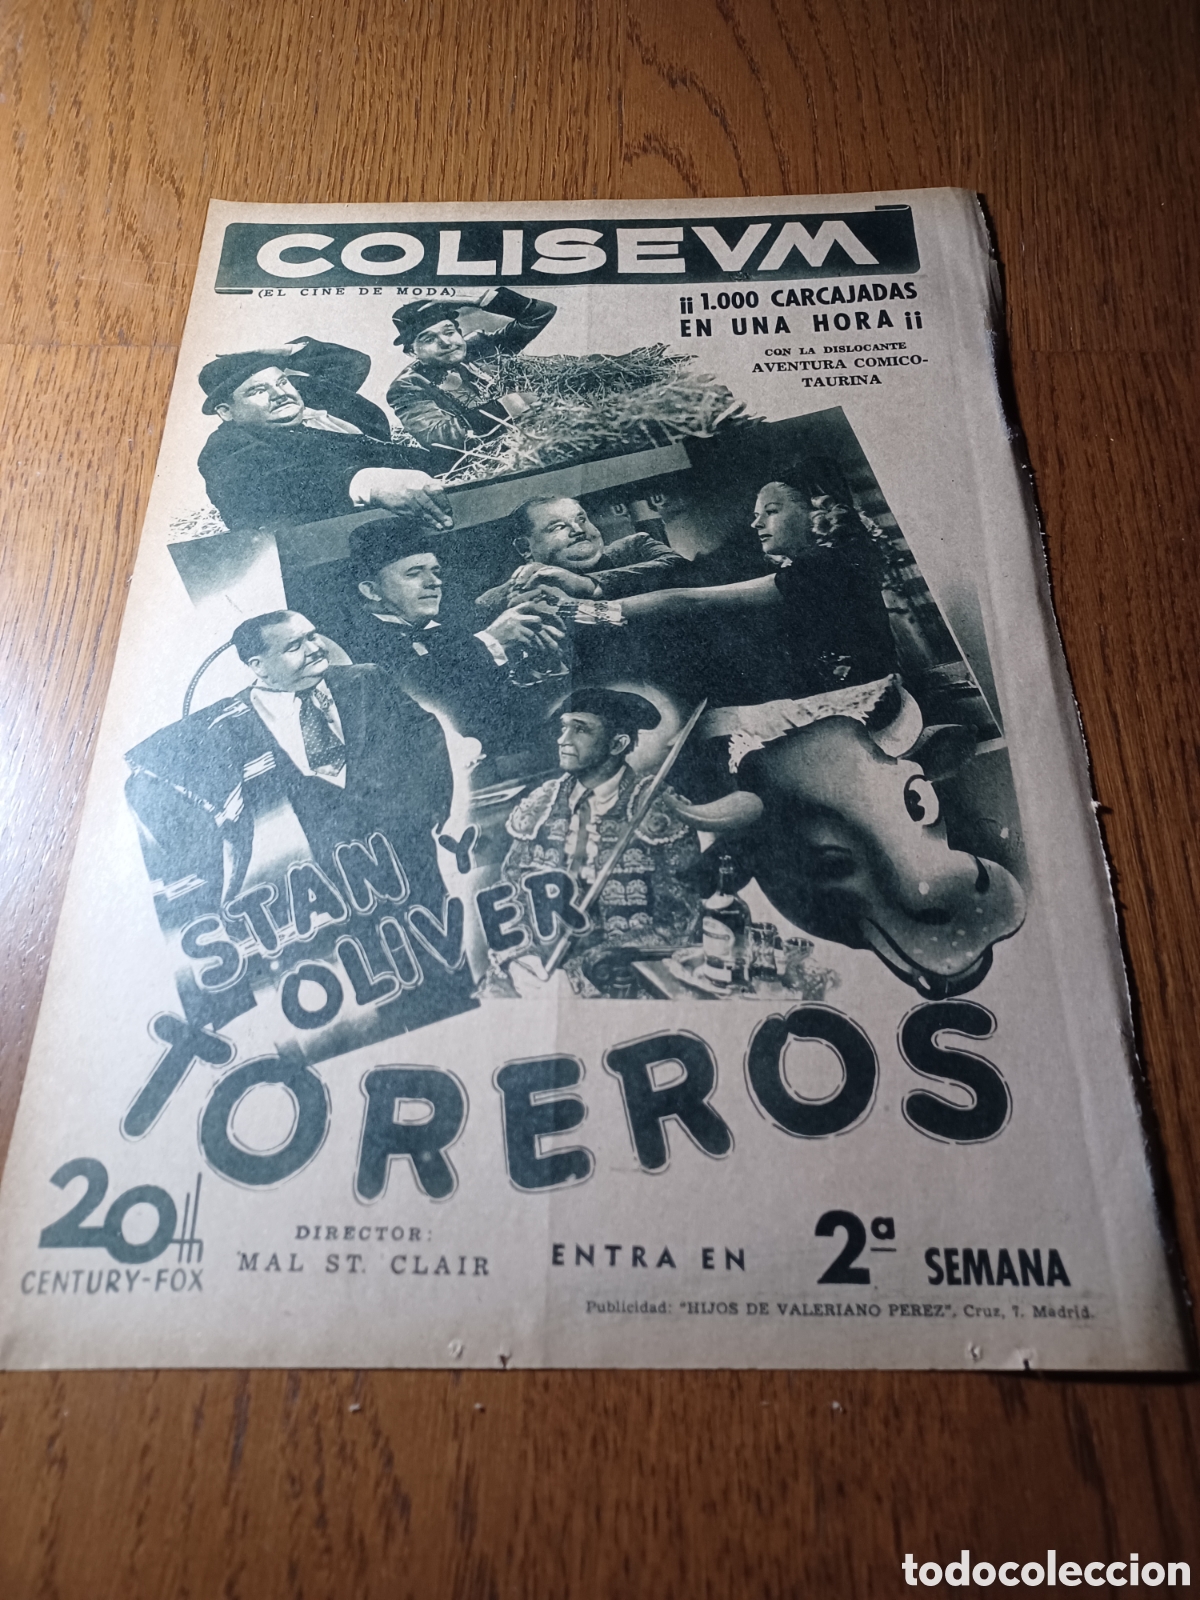 COLISEVM
(EL CINE DE MODA)
¡¡ 1.000 CARCAJADAS
EN UNA HORA ¡¡
CON LA DISLOCANTE
AVENTURA COMICO-
TAURINA
STAN Y
OLIVER
TOREROS
20th
CENTURY-FOX
DIRECTOR:
MAL ST. CLAIR
ENTRA EN 2ª SEMANA
Publicidad: "HIJOS DE VALERIANO PEREZ", Cruz, 7. Madrid.
todocoleccion